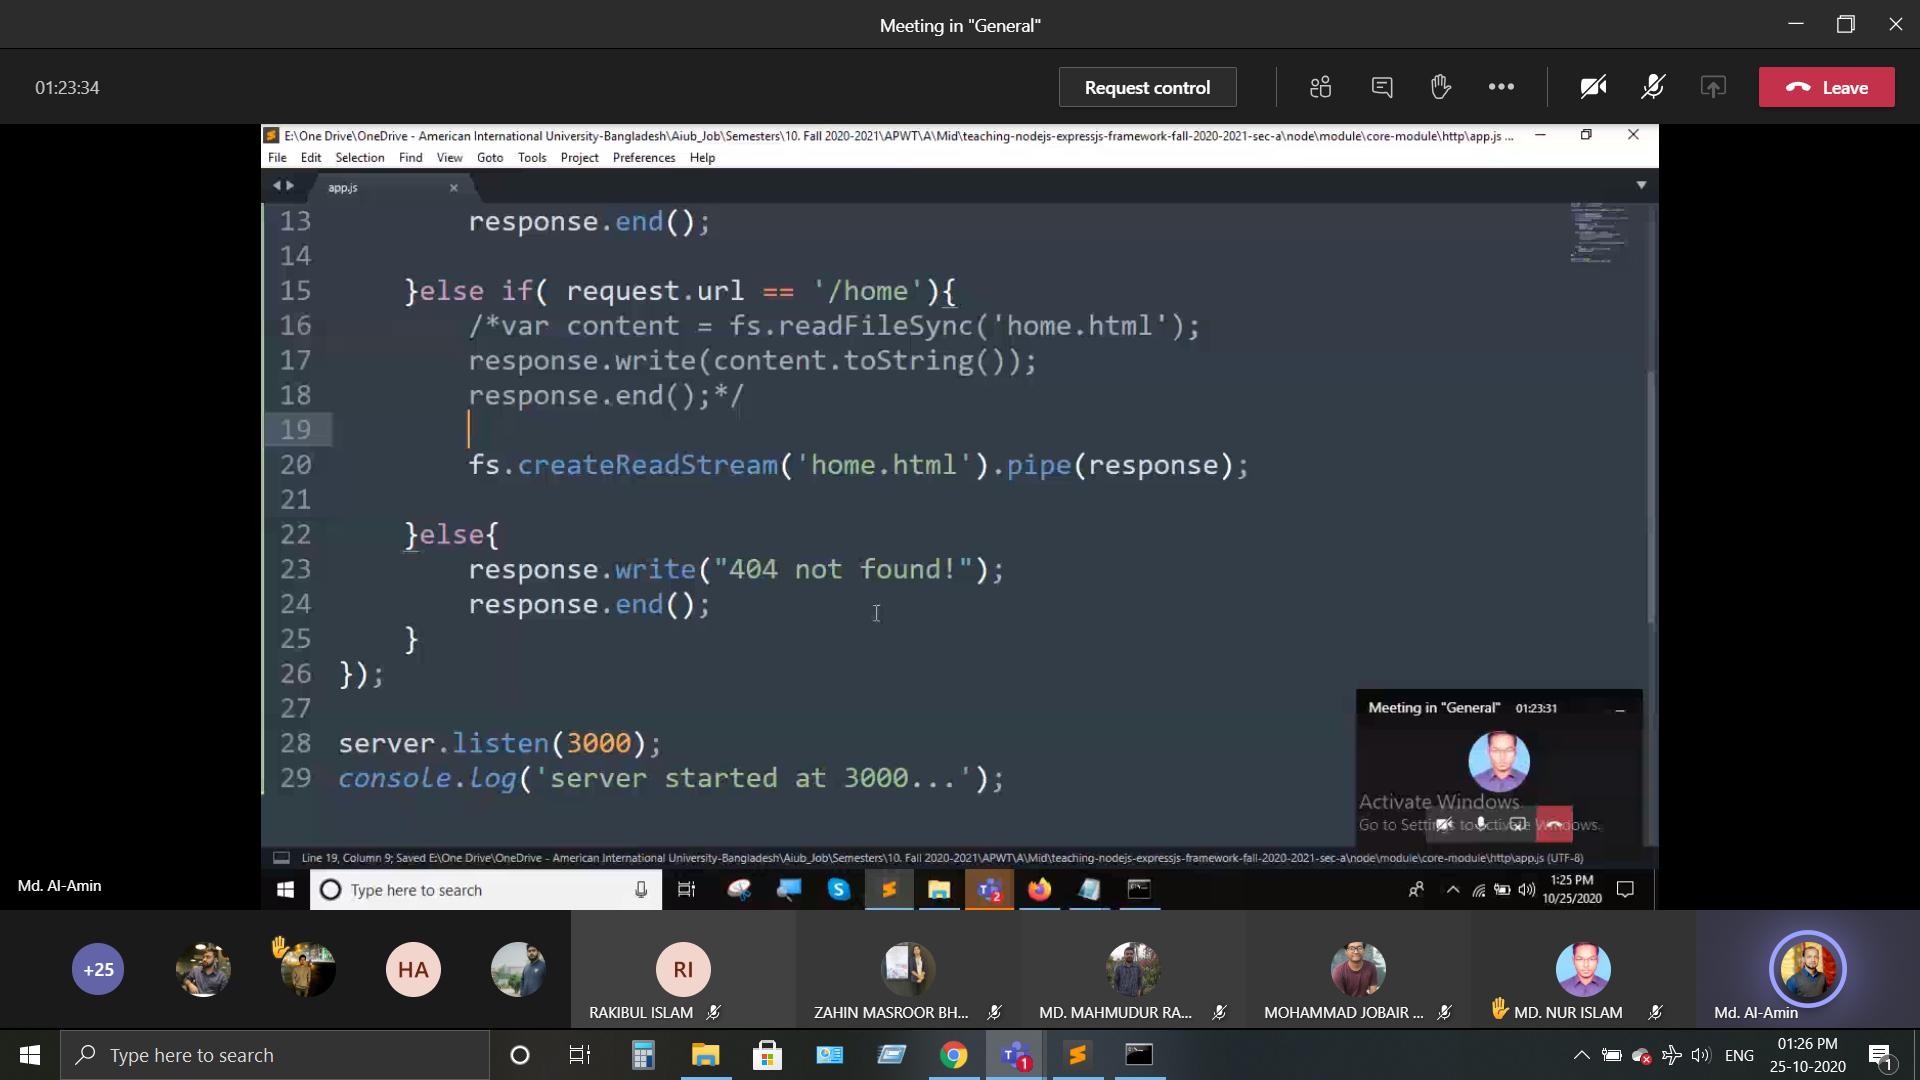 Meeting in "General"
01:23:34
Request control
Leave
E:\One Drive\OneDrive - American International University-Bangladesh\Aiub_Job\Semesters\10. Fall 2020-2021\APWT\A\Mid\teaching-nodejs-expressjs-framework-fall-2020-2021-sec-a\node\module\core-module\http\app.js ...
File Edit Selection Find View Goto Tools Project Preferences Help
app.js
13 response.end();
14
15 }else if( request.url == '/home'){
16 /*var content = fs.readFileSync('home.html');
17 response.write(content.toString());
18 response.end();*/
19
20 fs.createReadStream('home.html').pipe(response);
21
22 }else{
23 response.write("404 not found!");
24 response.end();
25 }
26 });
27
28 server.listen(3000);
29 console.log('server started at 3000...');
Meeting in "General" 01:23:31
Activate Windows
Go to Settings to activate Windows.
Line 19, Column 9; Saved E:\One Drive\OneDrive - American International University-Bangladesh\Aiub_Job\Semesters\10. Fall 2020-2021\APWT\A\Mid\teaching-nodejs-expressjs-framework-fall-2020-2021-sec-a\node\module\core-module\http\app.js (UTF-8)
Md. Al-Amin
Type here to search
2
1:25 PM
10/25/2020
+25
HA
RI
RAKIBUL ISLAM
ZAHIN MASROOR BH...
MD. MAHMUDUR RA...
MOHAMMAD JOBAIR ...
MD. NUR ISLAM
Md. Al-Amin
Type here to search
1
ENG
01:26 PM
25-10-2020
1